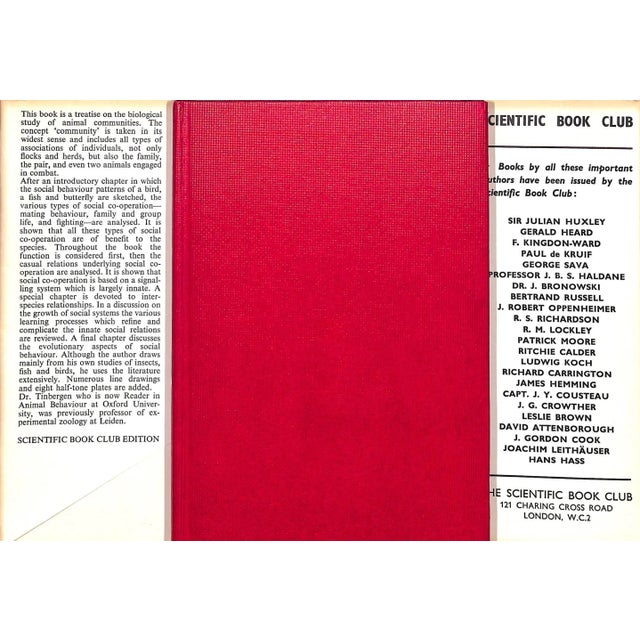 This book is a treatise on the biological
study of animal communities. The
concept 'community' is taken in its
widest sense and includes all types of
associations of individuals, not only
flocks and herds, but also the family,
the pair, and even two animals engaged
in combat.
After an introductory chapter in which
the social behaviour patterns of a bird,
a fish and butterfly are sketched, the
various types of social co-operation—
mating behaviour, family and group
life, and fighting—are analysed. It is
shown that all these types of social
co-operation are of benefit to the
species. Throughout the book the
function is considered first, then the
casual relations underlying social co-
operation are analysed. It is shown that
social co-operation is based on a signal-
ling system which is largely innate. A
special chapter is devoted to inter-
species relationships. In a discussion on
the growth of social systems the various
learning processes which refine and
complicate the innate social relations
are reviewed. A final chapter discusses
the evolutionary aspects of social
behaviour. Although the author draws
mainly from his own studies of insects,
fish and birds, he uses the literature
extensively. Numerous line drawings
and eight half-tone plates are added.
Dr. Tinbergen who is now Reader in
Animal Behaviour at Oxford Univer-
sity, was previously professor of ex-
perimental zoology at Leiden.
SCIENTIFIC BOOK CLUB EDITION
CIENTIFIC BOOK CLUB
Books by all these important
uthors have been issued by the
ientific Book Club:
SIR JULIAN HUXLEY
GERALD HEARD
F. KINGDON-WARD
PAUL de KRUIF
GEORGE SAVA
PROFESSOR J. B. S. HALDANE
DR. J. BRONOWSKI
BERTRAND RUSSELL
J. ROBERT OPPENHEIMER
R. S. RICHARDSON
R. M. LOCKLEY
PATRICK MOORE
RITCHIE CALDER
LUDWIG KOCH
RICHARD CARRINGTON
JAMES HEMMING
CAPT. J. Y. COUSTEAU
J. G. CROWTHER
LESLIE BROWN
DAVID ATTENBOROUGH
J. GORDON COOK
JOACHIM LEITHÄUSER
HANS HASS
HE SCIENTIFIC BOOK CLUB
121 CHARING CROSS ROAD
LONDON, W.C.2